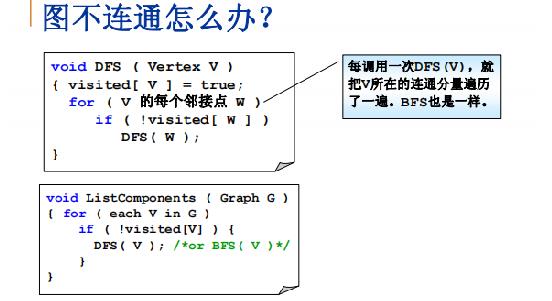 图不连通怎么办？
void DFS ( Vertex V )
{ visited[ V ] = true;
for ( V 的每个邻接点 W )
if ( !visited[ W ] )
DFS( W );
}
每调用一次DFS(V)，就
把V所在的连通分量遍历
了一遍。BFS也是一样。
void ListComponents ( Graph G )
{ for ( each V in G )
if ( !visited[V] ) {
DFS( V ); /*or BFS( V )*/
}
}